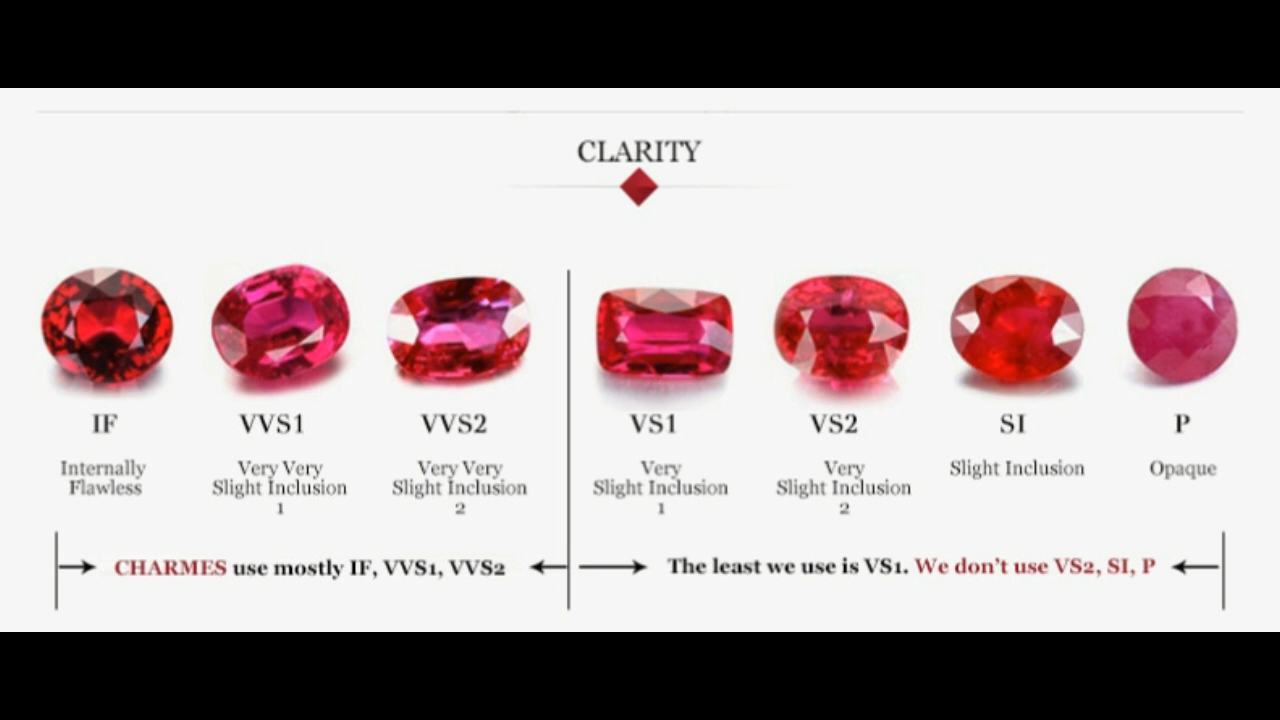 CLARITY
IF
VVS1
VVS2
VS1
VS2
SI
P
Internally
Flawless
Very Very
Slight Inclusion
1
Very Very
Slight Inclusion
2
Very
Slight Inclusion
1
Very
Slight Inclusion
2
Slight Inclusion
Opaque
CHARMES use mostly IF, VVS1, VVS2
The least we use is VS1. We don't use VS2, SI, P